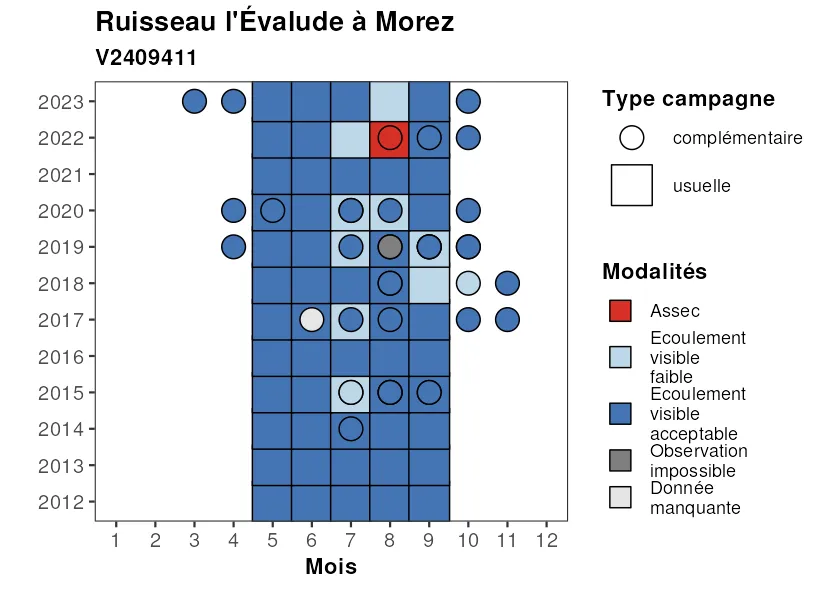 Ruisseau l'Évalude à Morez
V2409411
2023
2022
2021
2020
2019
2018
2017
2016
2015
2014
2013
2012
1 2 3 4 5 6 7 8 9 10 11 12
Mois
Type campagne
complémentaire
usuelle
Modalités
Assec
Ecoulement
visible
faible
Ecoulement
visible
acceptable
Observation
impossible
Donnée
manquante